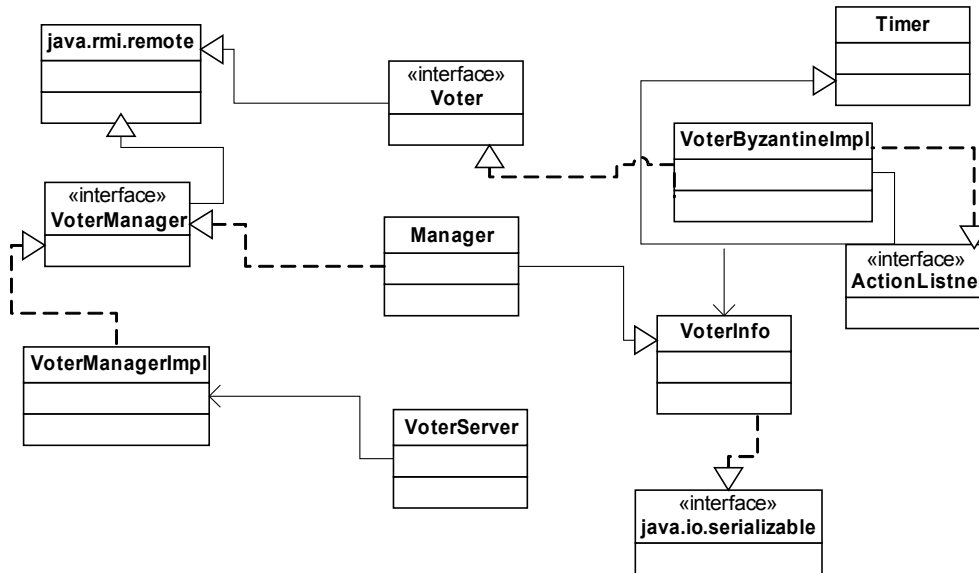 Timer
java.rmi.remote
«interface»
Voter
VoterByzantineImpl
«interface»
VoterManager
Manager
«interface»
ActionListne
VoterInfo
VoterManagerImpl
VoterServer
«interface»
java.io.serializable